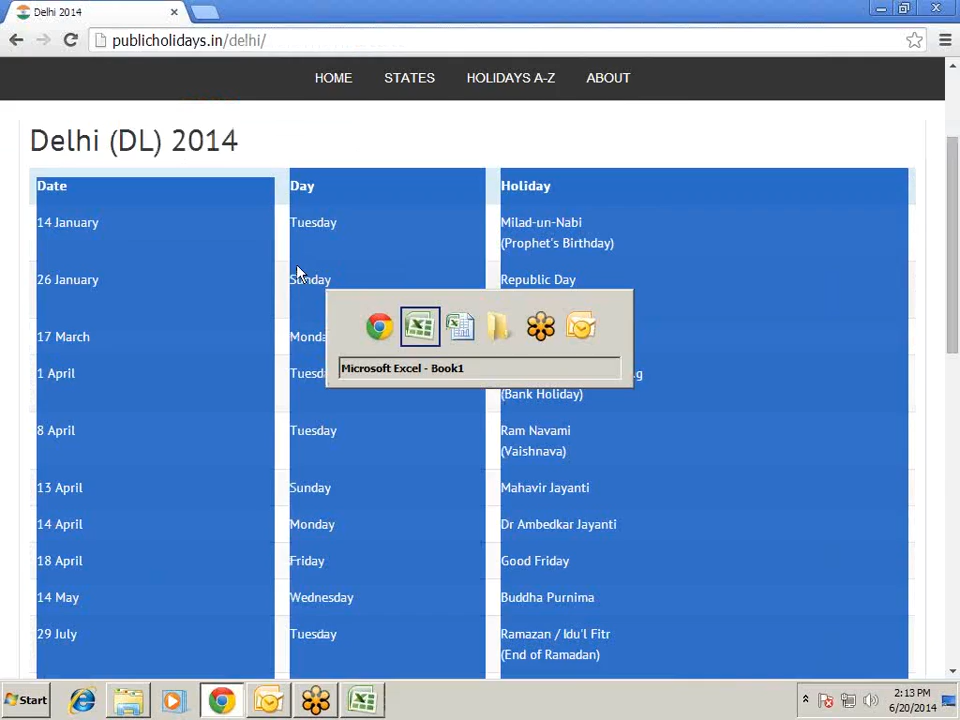 Delhi 2014
publicholidays.in/delhi/
HOME STATES HOLIDAYS A-Z ABOUT
Delhi (DL) 2014
Date Day Holiday
14 January Tuesday Milad-un-Nabi
(Prophet's Birthday)
26 January Sunday Republic Day
Microsoft Excel - Book1
17 March
1 April
(Bank Holiday)
8 April Tuesday Ram Navami
(Vaishnava)
13 April Sunday Mahavir Jayanti
14 April Monday Dr Ambedkar Jayanti
18 April Friday Good Friday
14 May Wednesday Buddha Purnima
29 July Tuesday Ramazan / Idu'l Fitr
(End of Ramadan)
Start
2:13 PM
6/20/2014